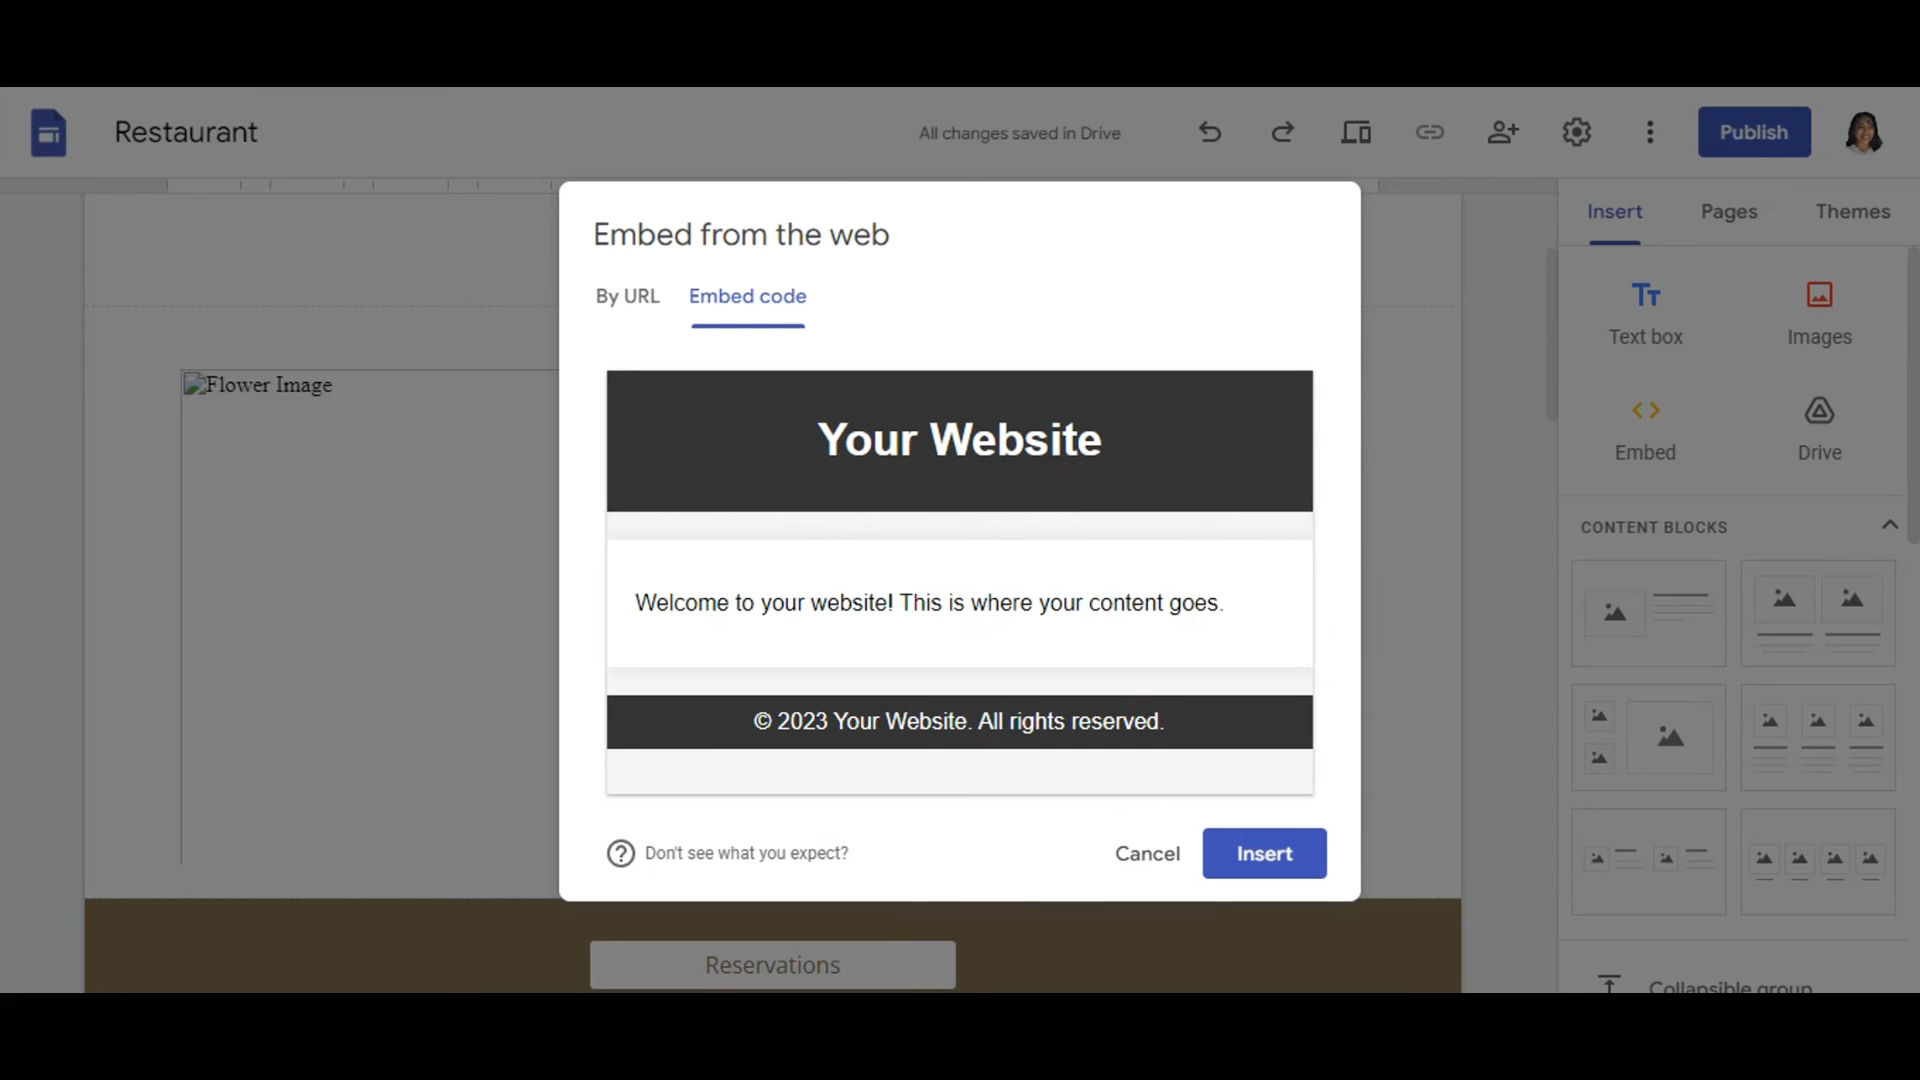 Restaurant
All changes saved in Drive
Publish
Embed from the web
By URL
Embed code
Your Website
Welcome to your website! This is where your content goes.
© 2023 Your Website. All rights reserved.
Don't see what you expect?
Cancel
Insert
Flower Image
Reservations
Insert
Pages
Themes
Tt
Text box
Images
Embed
Drive
CONTENT BLOCKS
Collapsible group